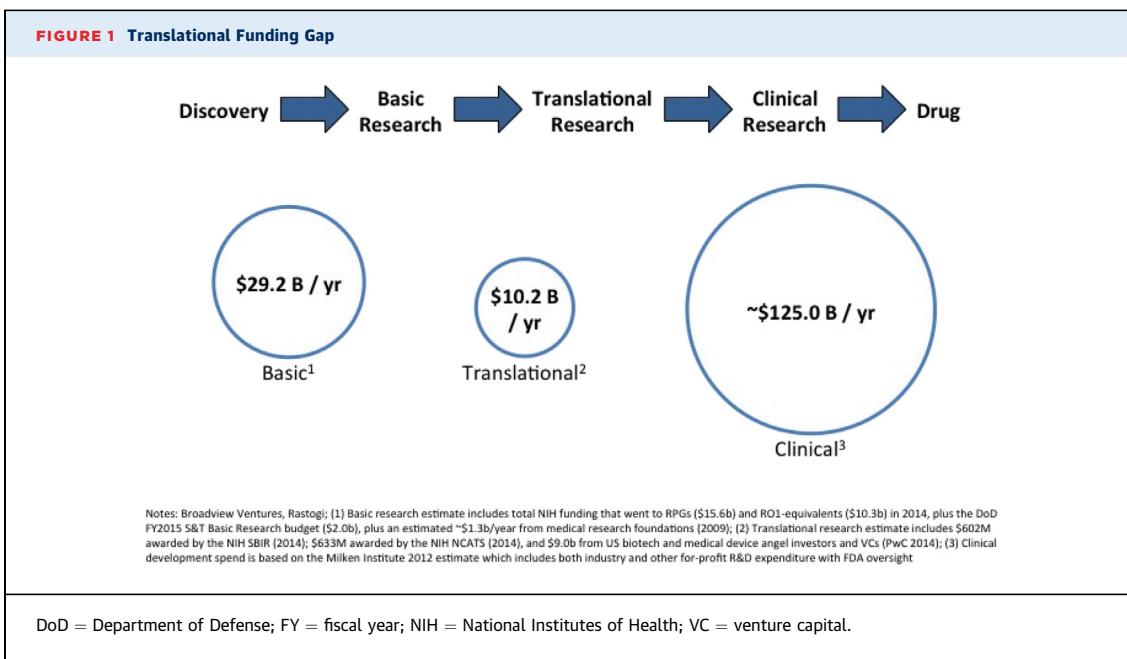 FIGURE 1 Translational Funding Gap
Discovery
Basic
Research
Translational
Research
Clinical
Research
Drug
$29.2 B / yr
Basic1
$10.2 B
/ yr
Translational2
~$125.0 B / yr
Clinical3
Notes: Broadview Ventures, Rastogi; (1) Basic research estimate includes total NIH funding that went to RPGs ($15.6b) and RO1-equivalents ($10.3b) in 2014, plus the DoD
FY2015 S&T Basic Research budget ($2.0b), plus an estimated ~$1.3b/year from medical research foundations (2009); (2) Translational research estimate includes $602M
awarded by the NIH SBIR (2014); $633M awarded by the NIH NCATS (2014), and $9.0b from US biotech and medical device angel investors and VCs (PwC 2014); (3) Clinical
development spend is based on the Milken Institute 2012 estimate which includes both industry and other for-profit R&D expenditure with FDA oversight
DoD = Department of Defense; FY = fiscal year; NIH = National Institutes of Health; VC = venture capital.